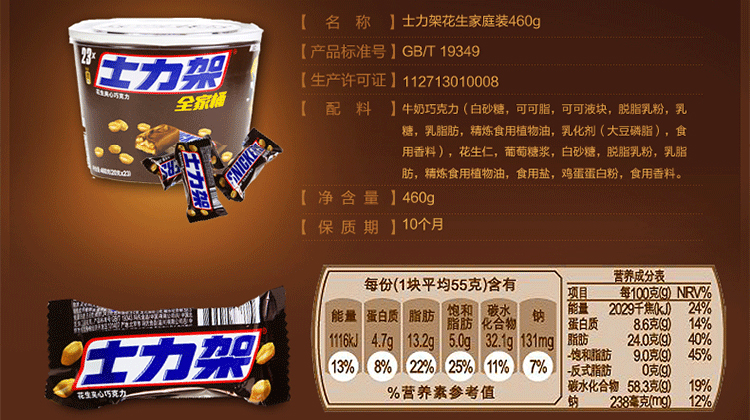 23×
士力架
花生夹心巧克力
全家桶
460克(20克×23)
士力架
【 名 称 】 士力架花生家庭装460g
【 产品标准号 】 GB/T 19349
【 生产许可证 】 112713010008
【 配 料 】 牛奶巧克力（白砂糖，可可脂，可可液块，脱脂乳粉，乳
糖，乳脂肪，精炼食用植物油，乳化剂（大豆磷脂），食
用香料），花生仁，葡萄糖浆，白砂糖，脱脂乳粉，乳脂
肪，精炼食用植物油，食用盐，鸡蛋蛋白粉，食用香料。
【 净 含 量 】 460g
【 保 质 期 】 10个月
士力架
花生夹心巧克力
每份(1块平均55克)含有
能量 蛋白质 脂肪 饱和脂肪 碳水化合物 钠
1116kJ 4.7g 13.2g 5.0g 32.1g 131mg
13% 8% 22% 25% 11% 7%
%营养素参考值
营养成分表
项目 每100克(g) NRV%
能量 2029千焦(kJ) 24%
蛋白质 8.6克(g) 14%
脂肪 24.0克(g) 40%
-饱和脂肪 9.0克(g) 45%
-反式脂肪 0克(g)
碳水化合物 58.3克(g) 19%
钠 238毫克(mg) 12%